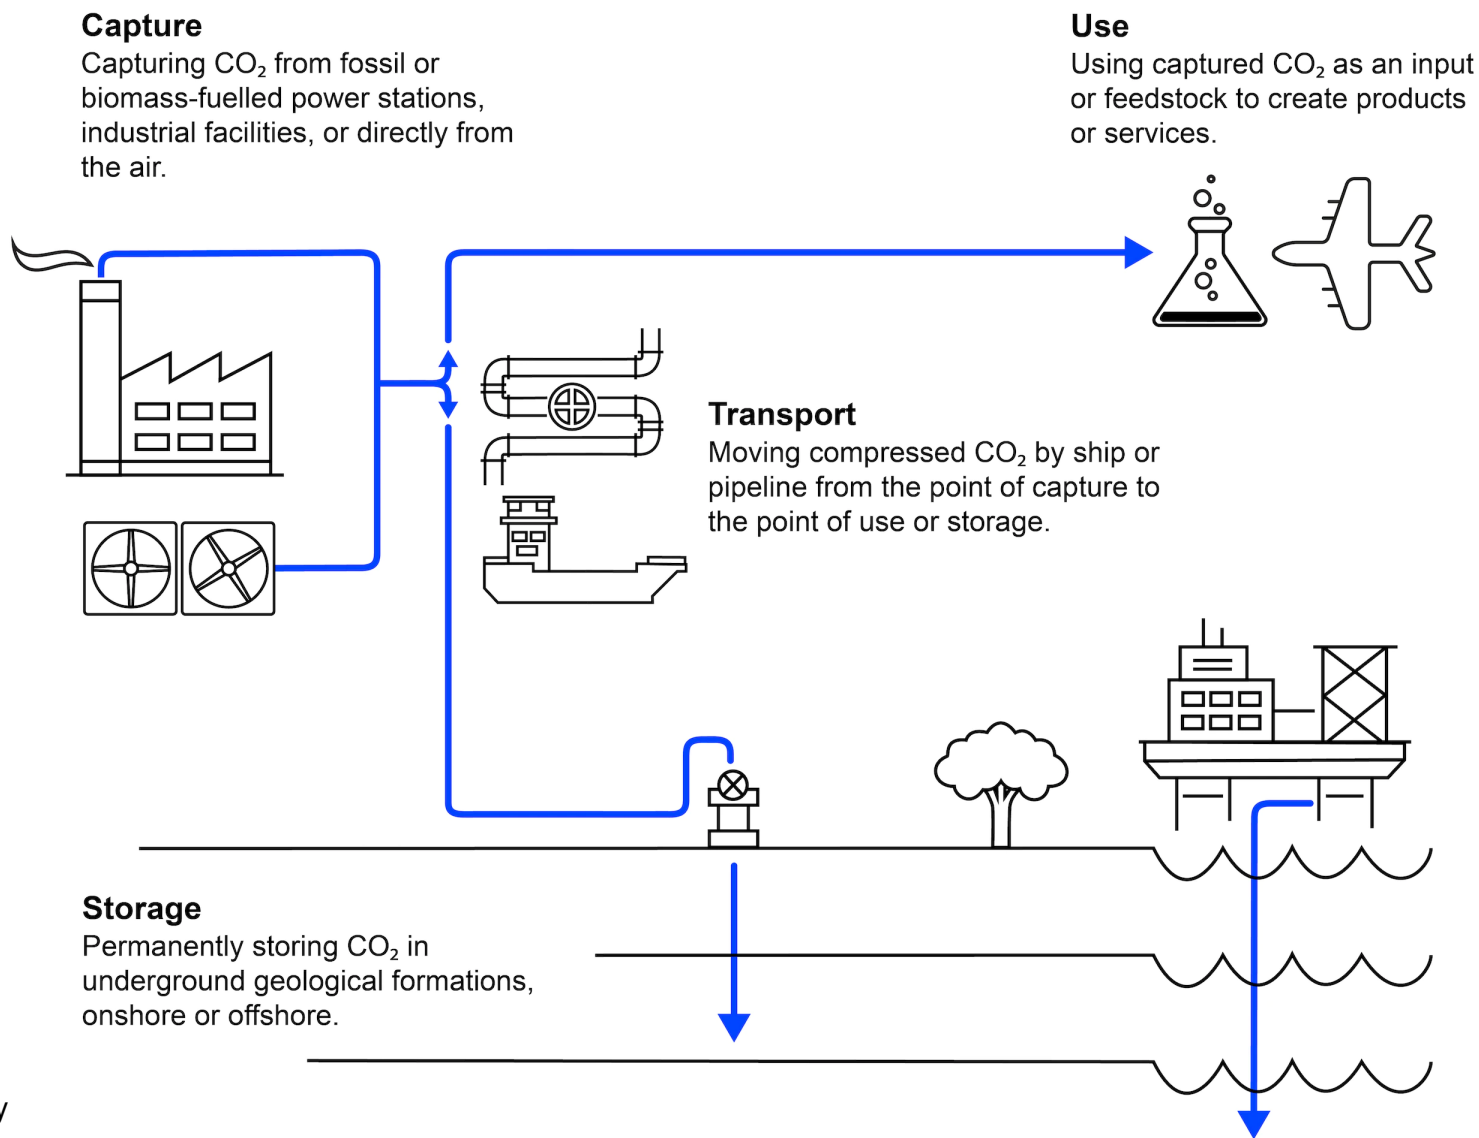 Capture
Capturing CO₂ from fossil or
biomass-fuelled power stations,
industrial facilities, or directly from
the air.
Use
Using captured CO₂ as an input
or feedstock to create products
or services.
Transport
Moving compressed CO₂ by ship or
pipeline from the point of capture to
the point of use or storage.
Storage
Permanently storing CO₂ in
underground geological formations,
onshore or offshore.